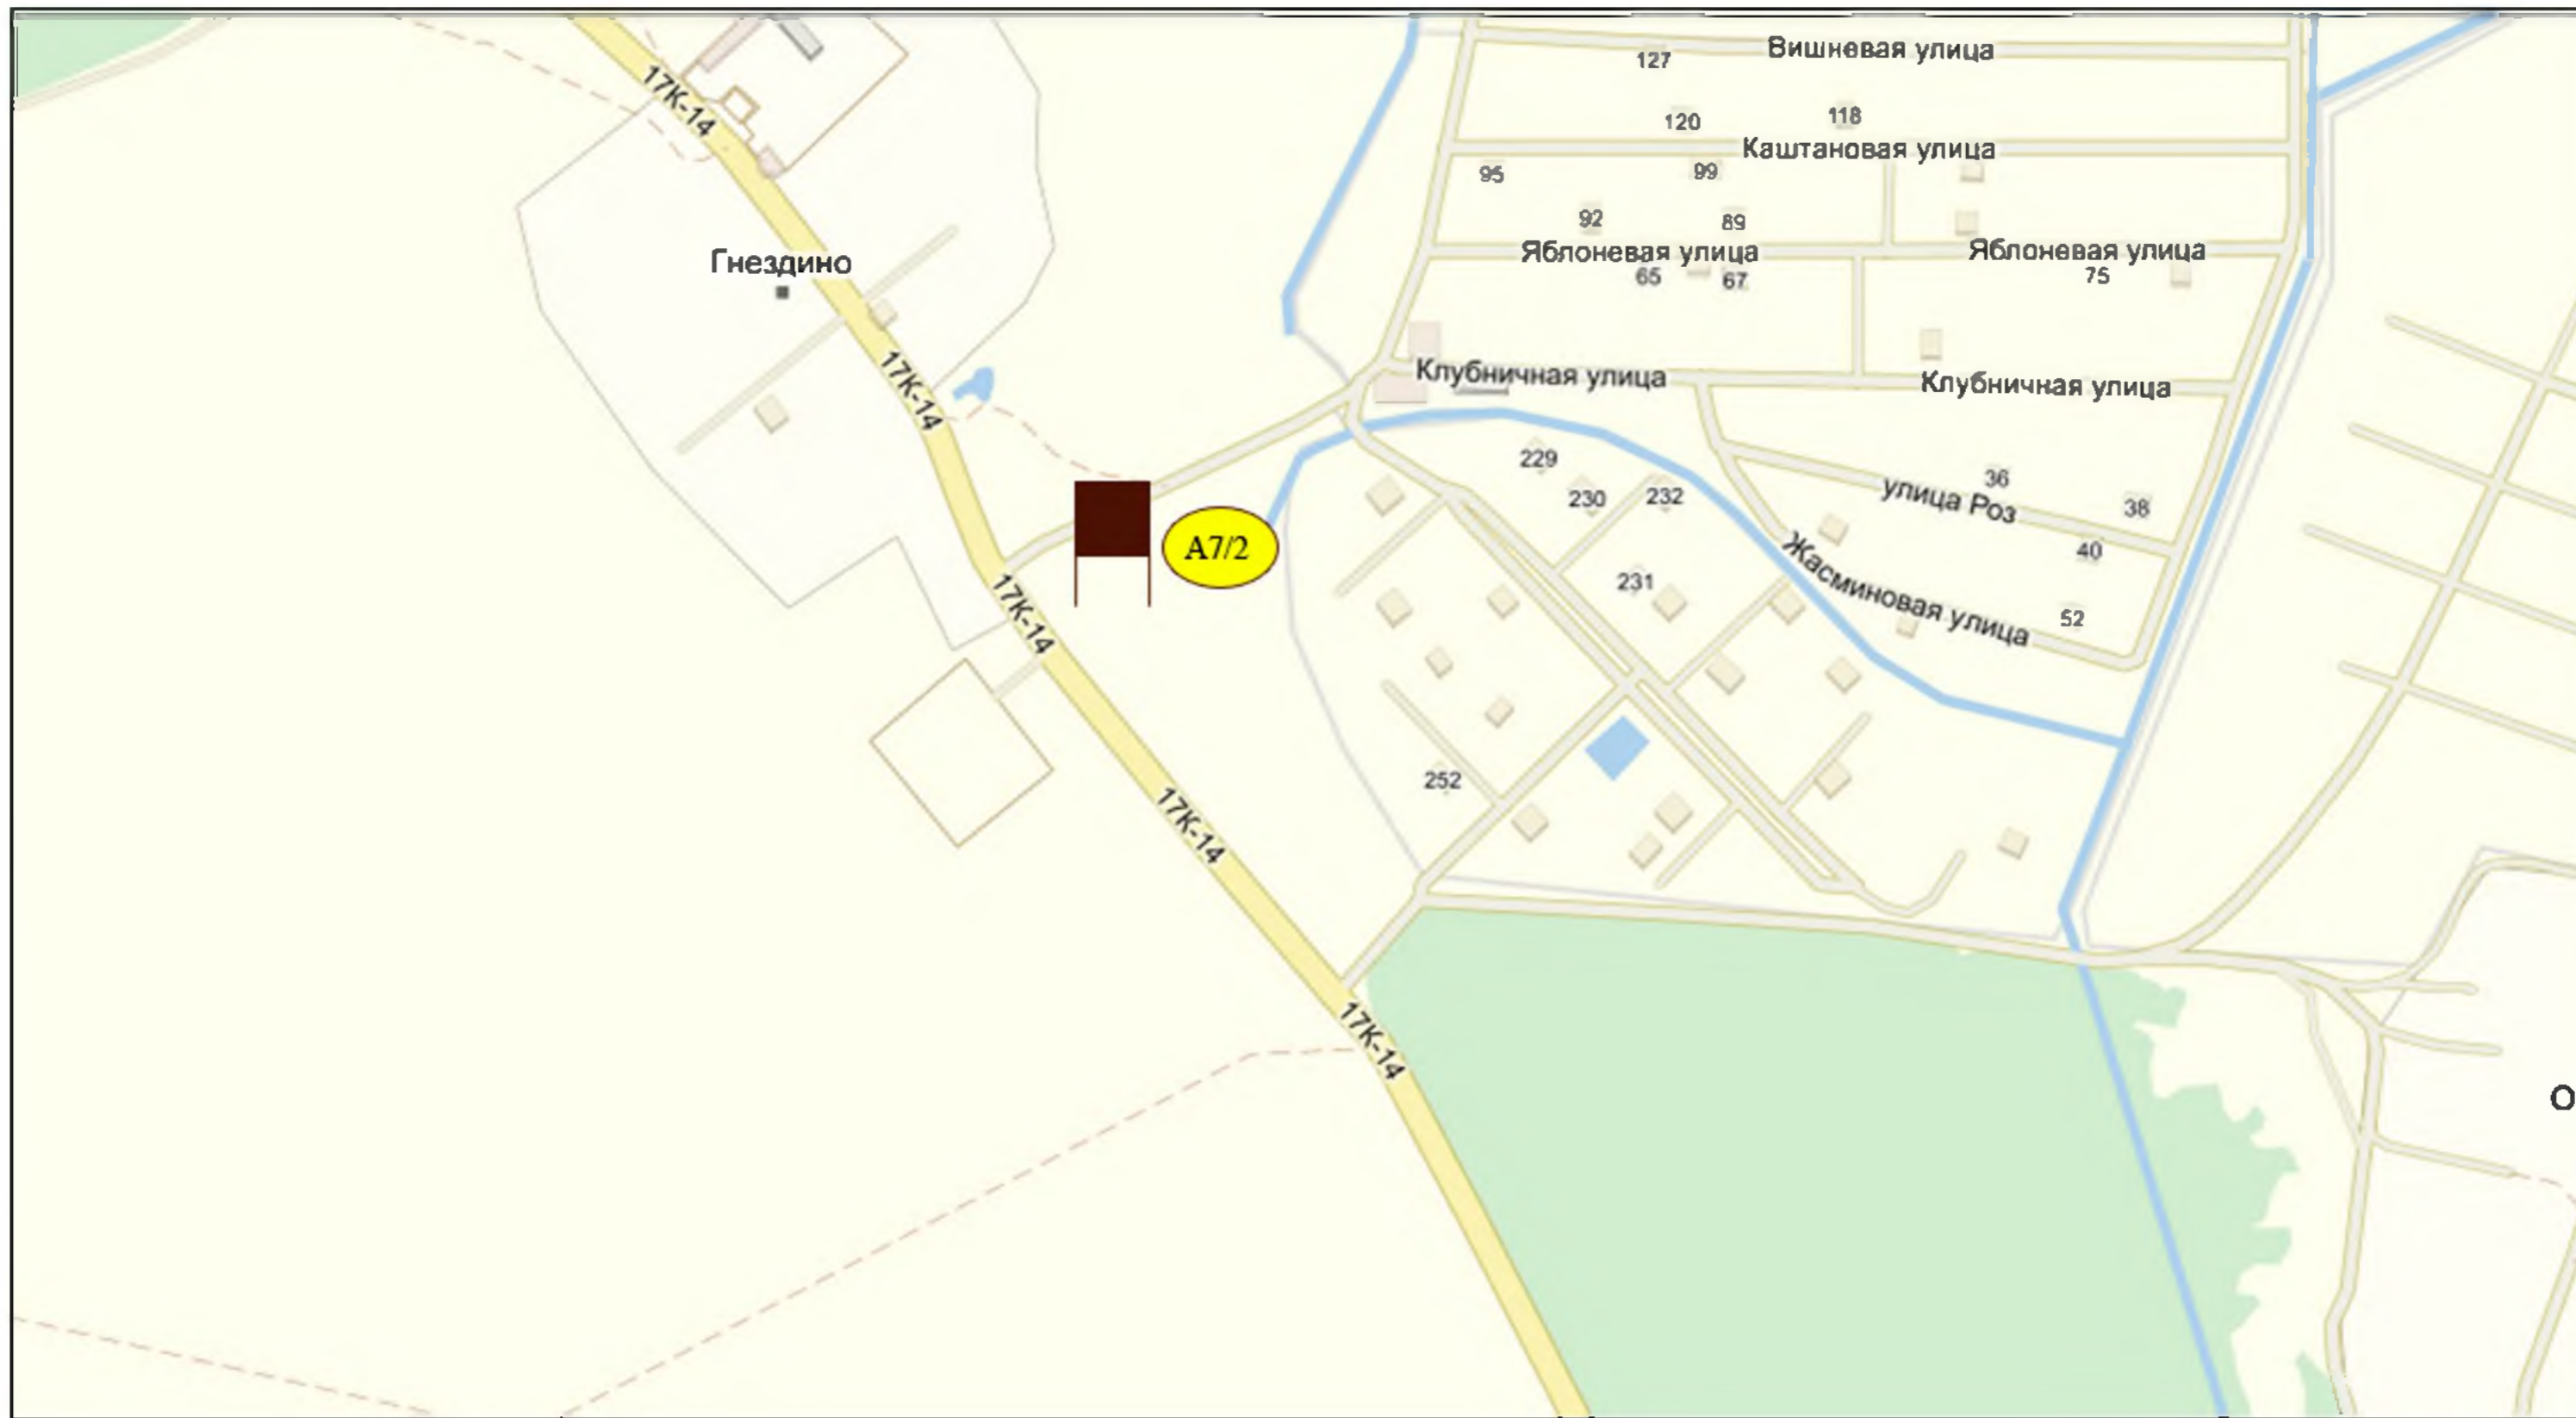 Вишневая улица
127
17К-14
120
118
Каштановая улица
95
99
92
89
Яблоневая улица
Яблоневая улица
65
67
75
Гнездино
17К-14
Клубничная улица
Клубничная улица
229
230
232
36
улица Роз
38
40
А7/2
231
Жасминовая улица
52
17К-14
252
17К-14
17К-14
О